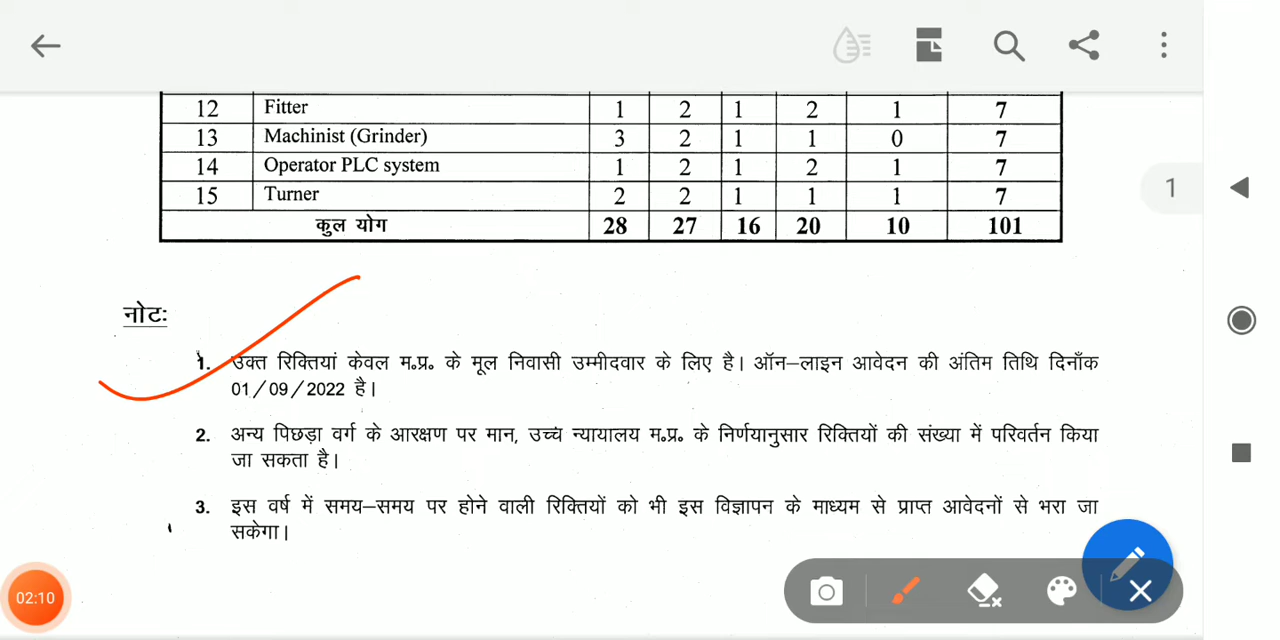 12 Fitter 1 2 1 2 1 7
13 Machinist (Grinder) 3 2 1 1 0 7
14 Operator PLC system 1 2 1 2 1 7
15 Turner 2 2 1 1 1 7
कुल योग 28 27 16 20 10 101
1
नोटः
1. उक्त रिक्तियां केवल म.प्र. के मूल निवासी उम्मीदवार के लिए है। ऑन–लाइन आवेदन की अंतिम तिथि दिनाँक
01/09/2022 है।
2. अन्य पिछड़ा वर्ग के आरक्षण पर मान. उच्च न्यायालय म.प्र. के निर्णयानुसार रिक्तियों की संख्या में परिवर्तन किया
जा सकता है।
3. इस वर्ष में समय–समय पर होने वाली रिक्तियों को भी इस विज्ञापन के माध्यम से प्राप्त आवेदनों से भरा जा
सकेगा।
02:10